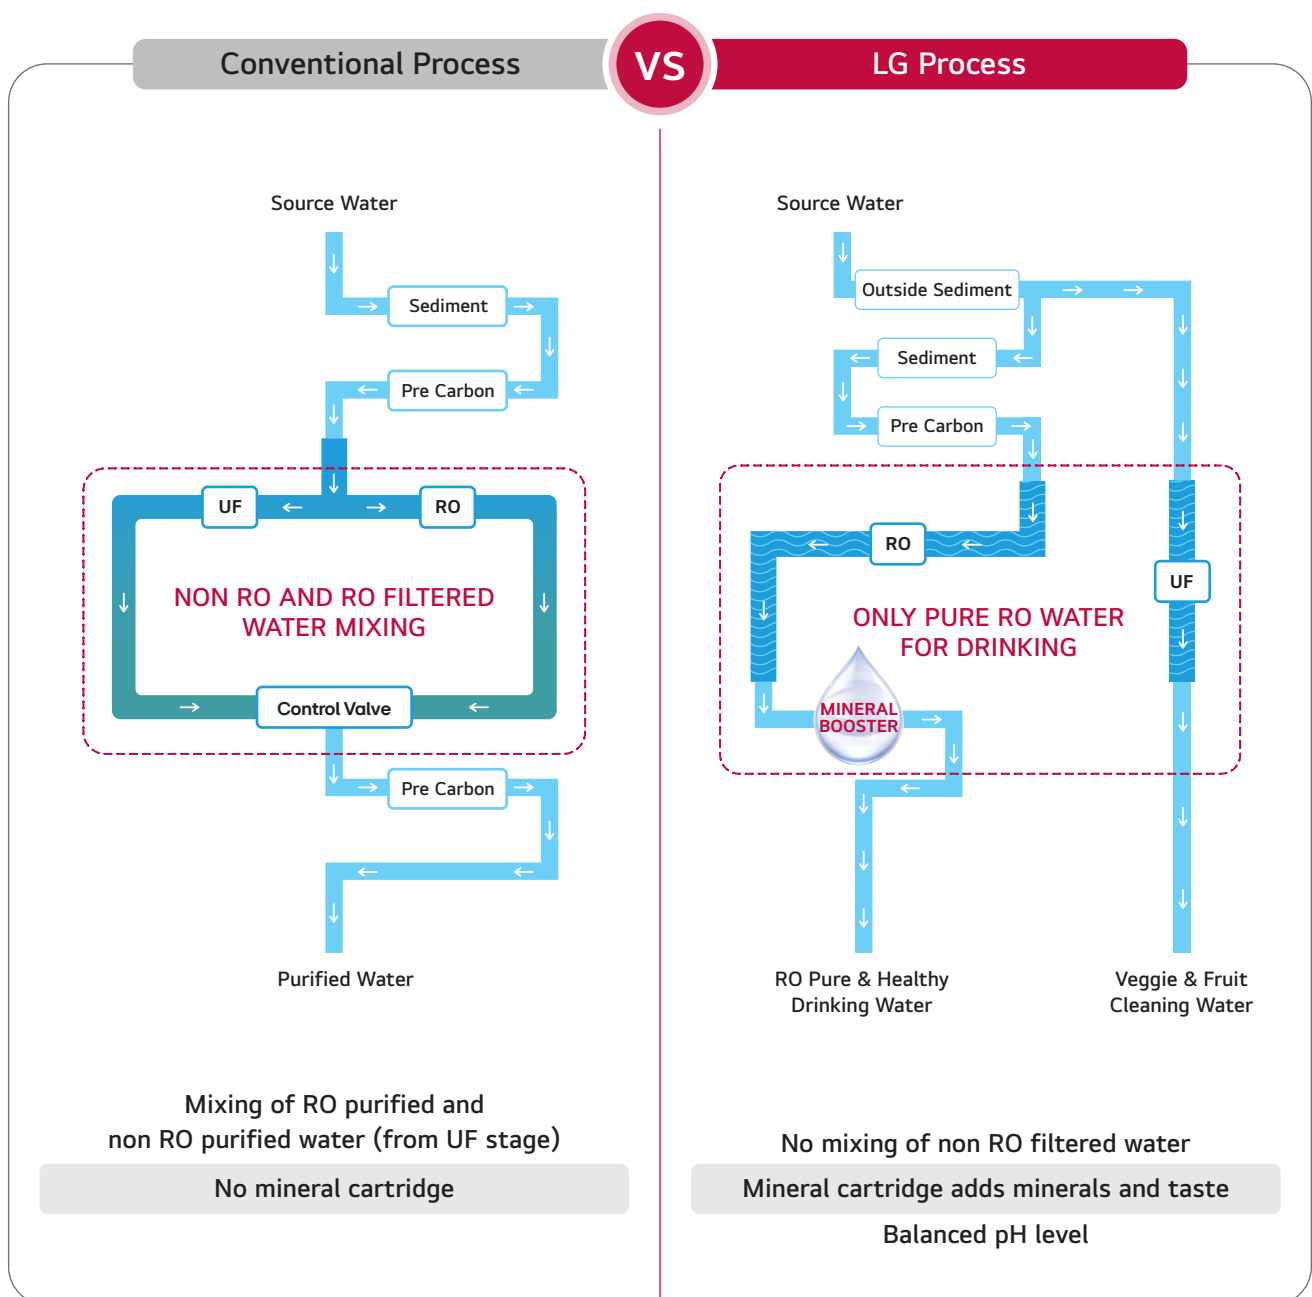 Conventional Process
VS
LG Process
Source Water
Sediment
Pre Carbon
UF
RO
NON RO AND RO FILTERED
WATER MIXING
Control Valve
Pre Carbon
Purified Water
Mixing of RO purified and
non RO purified water (from UF stage)
No mineral cartridge
Source Water
Outside Sediment
Sediment
Pre Carbon
RO
UF
ONLY PURE RO WATER
FOR DRINKING
MINERAL
BOOSTER
RO Pure & Healthy
Drinking Water
Veggie & Fruit
Cleaning Water
No mixing of non RO filtered water
Mineral cartridge adds minerals and taste
Balanced pH level